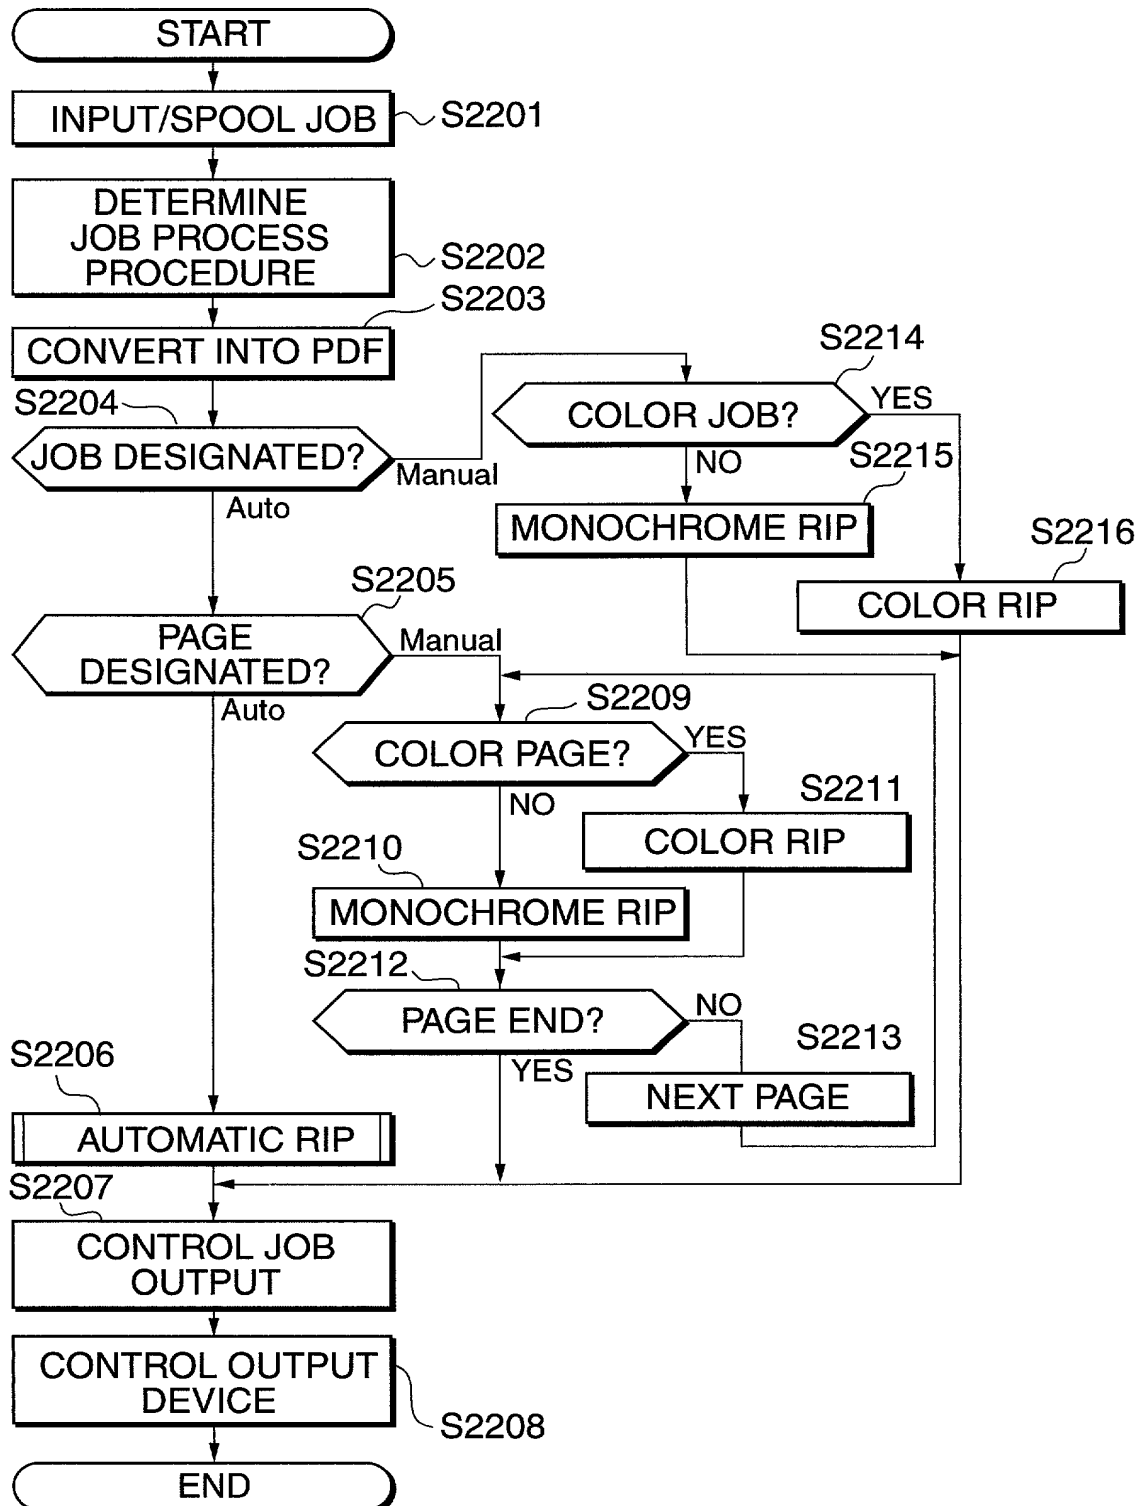 START
INPUT/SPOOL JOB
S2201
DETERMINE
JOB PROCESS
PROCEDURE
S2202
S2203
CONVERT INTO PDF
S2204
JOB DESIGNATED?
Manual
Auto
S2214
COLOR JOB?
YES
NO
S2215
MONOCHROME RIP
S2216
COLOR RIP
S2205
PAGE
DESIGNATED?
Manual
Auto
S2209
COLOR PAGE?
YES
NO
S2211
COLOR RIP
S2210
MONOCHROME RIP
S2212
PAGE END?
NO
YES
S2213
NEXT PAGE
S2206
AUTOMATIC RIP
S2207
CONTROL JOB
OUTPUT
CONTROL OUTPUT
DEVICE
S2208
END